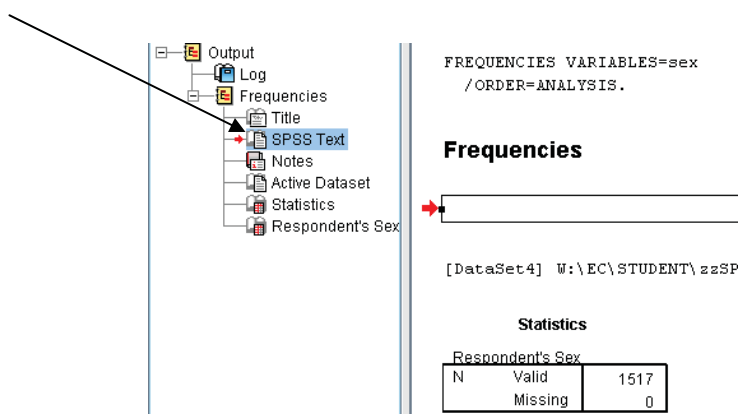 Output
Log
Frequencies
Title
SPSS Text
Notes
Active Dataset
Statistics
Respondent's Sex
FREQUENCIES VARIABLES=sex
/ORDER=ANALYSIS.
Frequencies
[DataSet4] W:\EC\STUDENT\zzSP
Statistics
Respondent's Sex
N Valid 1517
Missing 0